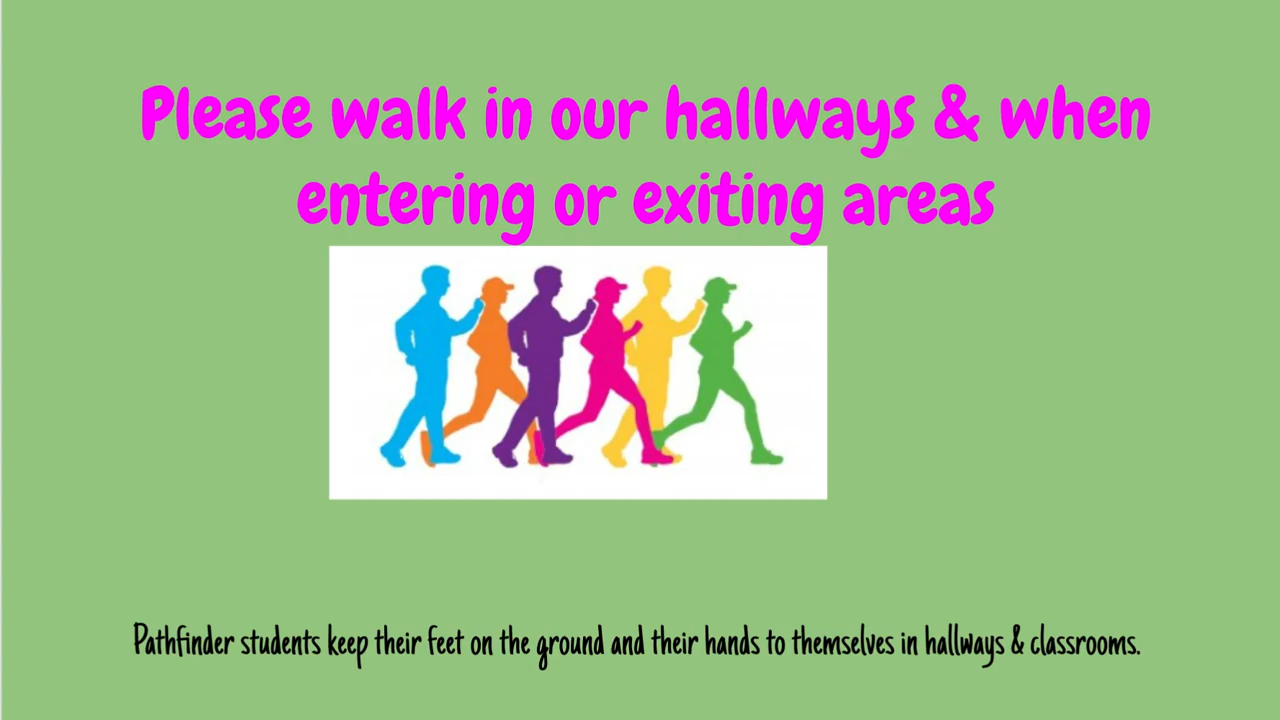 Please walk in our hallways & when
entering or exiting areas
Pathfinder students keep their feet on the ground and their hands to themselves in hallways & classrooms.